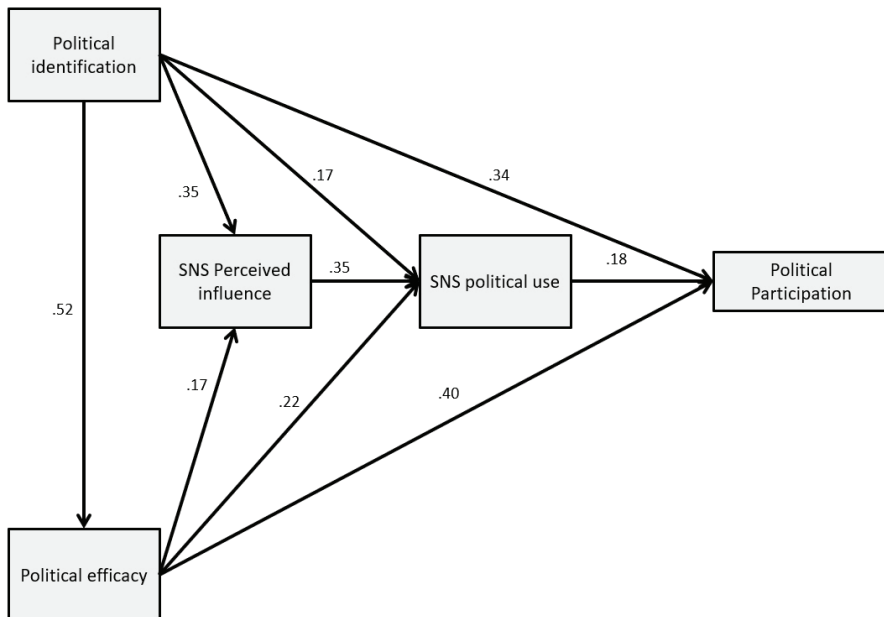 Political
identification
.35
.17
.34
SNS Perceived
influence
.35
SNS political use
.18
Political
Participation
.52
.17
.22
.40
Political efficacy